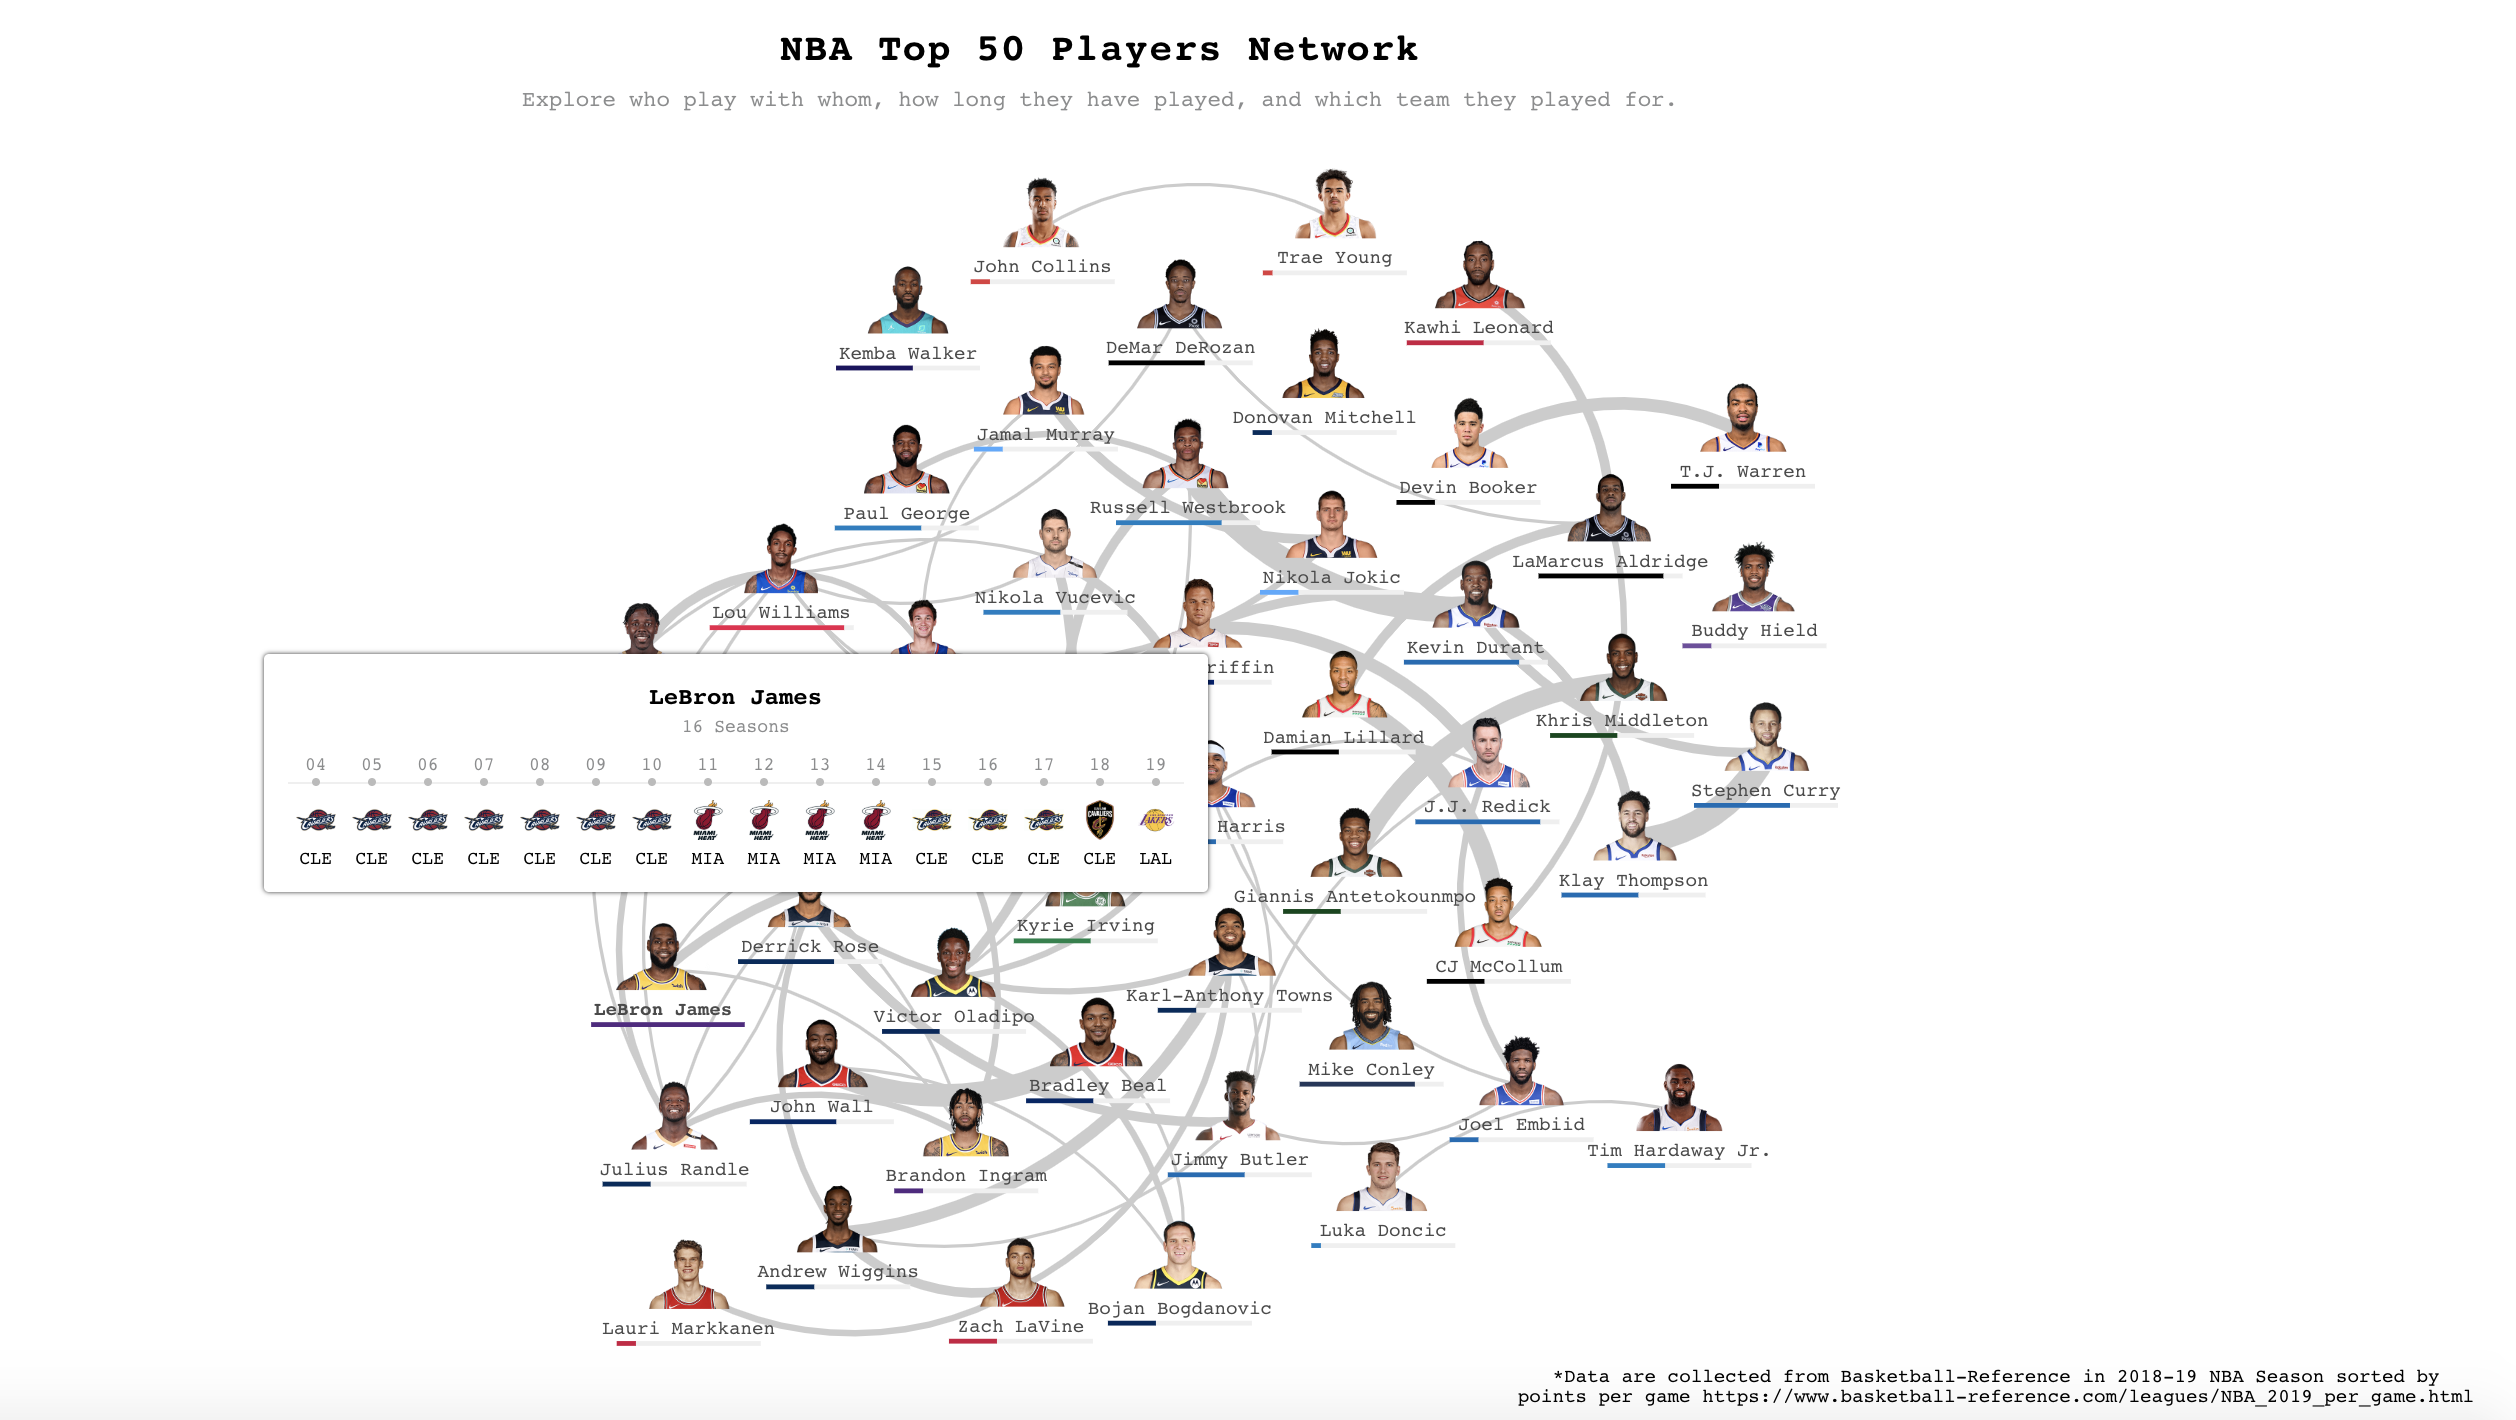 NBA Top 50 Players Network
Explore who play with whom, how long they have played, and which team they played for.
John Collins
Trae Young
Kemba Walker
DeMar DeRozan
Kawhi Leonard
Jamal Murray
Donovan Mitchell
T.J. Warren
Paul George
Russell Westbrook
Devin Booker
Lou Williams
Nikola Vucevic
Nikola Jokic
LaMarcus Aldridge
Buddy Hield
riffin
Kevin Durant
Damian Lillard
Khris Middleton
Stephen Curry
Harris
J.J. Redick
LeBron James
16 Seasons
04 05 06 07 08 09 10 11 12 13 14 15 16 17 18 19
CLE CLE CLE CLE CLE CLE CLE MIA MIA MIA MIA CLE CLE CLE CLE LAL
Giannis Antetokounmpo
Klay Thompson
Kyrie Irving
Derrick Rose
CJ McCollum
LeBron James
Victor Oladipo
Karl-Anthony Towns
Mike Conley
John Wall
Bradley Beal
Joel Embiid
Tim Hardaway Jr.
Julius Randle
Brandon Ingram
Jimmy Butler
Luka Doncic
Andrew Wiggins
Bojan Bogdanovic
Lauri Markkanen
Zach LaVine
*Data are collected from Basketball-Reference in 2018-19 NBA Season sorted by
points per game https://www.basketball-reference.com/leagues/NBA_2019_per_game.html